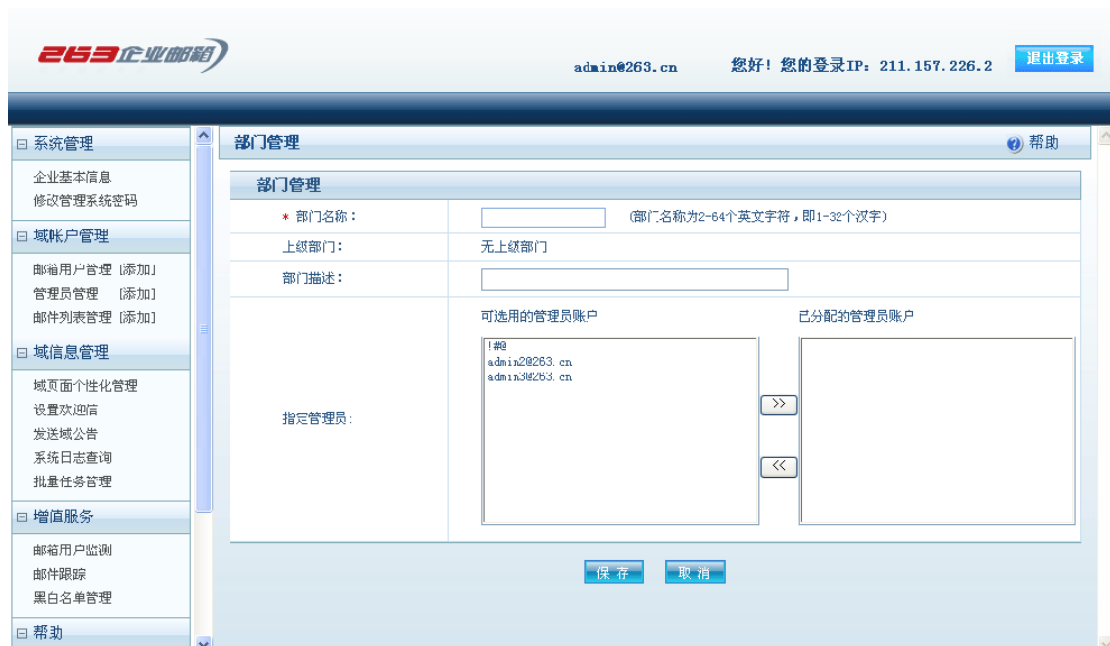 263企业邮箱
admin@263.cn 您好！您的登录IP：211.157.226.2 退出登录
系统管理
企业基本信息
修改管理系统密码
域帐户管理
邮箱用户管理 [添加]
管理员管理 [添加]
邮件列表管理 [添加]
域信息管理
域页面个性化管理
设置欢迎信
发送域公告
系统日志查询
批量任务管理
增值服务
邮箱用户监测
邮件跟踪
黑白名单管理
帮助
部门管理 帮助
部门管理
* 部门名称： (部门名称为2-64个英文字符，即1-32个汉字)
上级部门： 无上级部门
部门描述：
可选用的管理员账户 已分配的管理员账户
!#@
admin2@263.cn
admin3@263.cn
指定管理员:
>>
<<
保存 取消